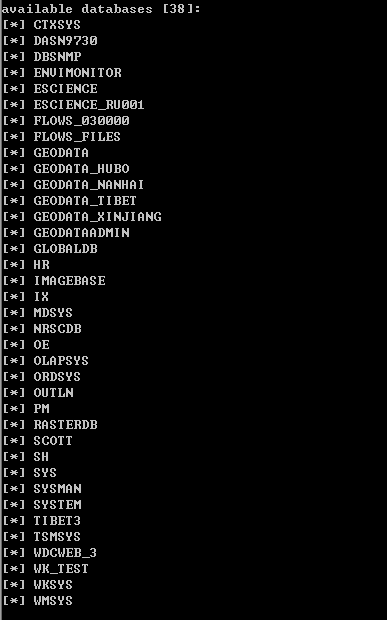 available databases [38]:
[*] CTXSYS
[*] DASN9730
[*] DBSNMP
[*] ENVIMONITOR
[*] ESCIENCE
[*] ESCIENCE_RU001
[*] FLOWS_030000
[*] FLOWS_FILES
[*] GEODATA
[*] GEODATA_HUBO
[*] GEODATA_NANHAI
[*] GEODATA_TIBET
[*] GEODATA_XINJIANG
[*] GEODATAADMIN
[*] GLOBALDB
[*] HR
[*] IMAGEBASE
[*] IX
[*] MDSYS
[*] NRSCDB
[*] OE
[*] OLAPSYS
[*] ORDSYS
[*] OUTLN
[*] PM
[*] RASTERDB
[*] SCOTT
[*] SH
[*] SYS
[*] SYSMAN
[*] SYSTEM
[*] TIBET3
[*] TSMSYS
[*] WDCWEB_3
[*] WK_TEST
[*] WKSYS
[*] WMSYS